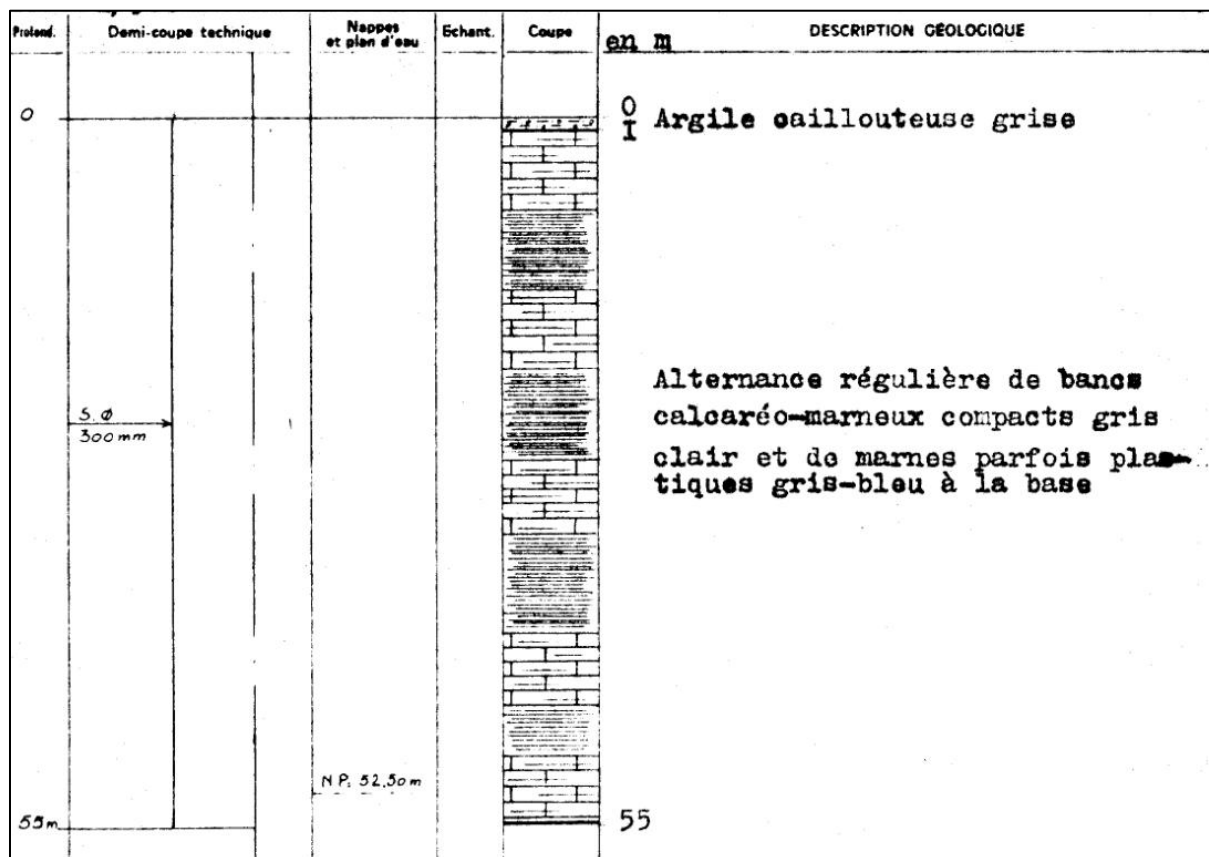 Profond.
Demi-coupe technique
Nappes
et plan d'eau
Echant.
Coupe
en m
DESCRIPTION GÉOLOGIQUE
0
0
I
Argile caillouteuse grise
S.Ø
300 mm
Alternance régulière de bancs
calcaréo-marneux compacts gris
clair et de marnes parfois plas-
tiques gris-bleu à la base
N P: 52,50 m
55 m
55